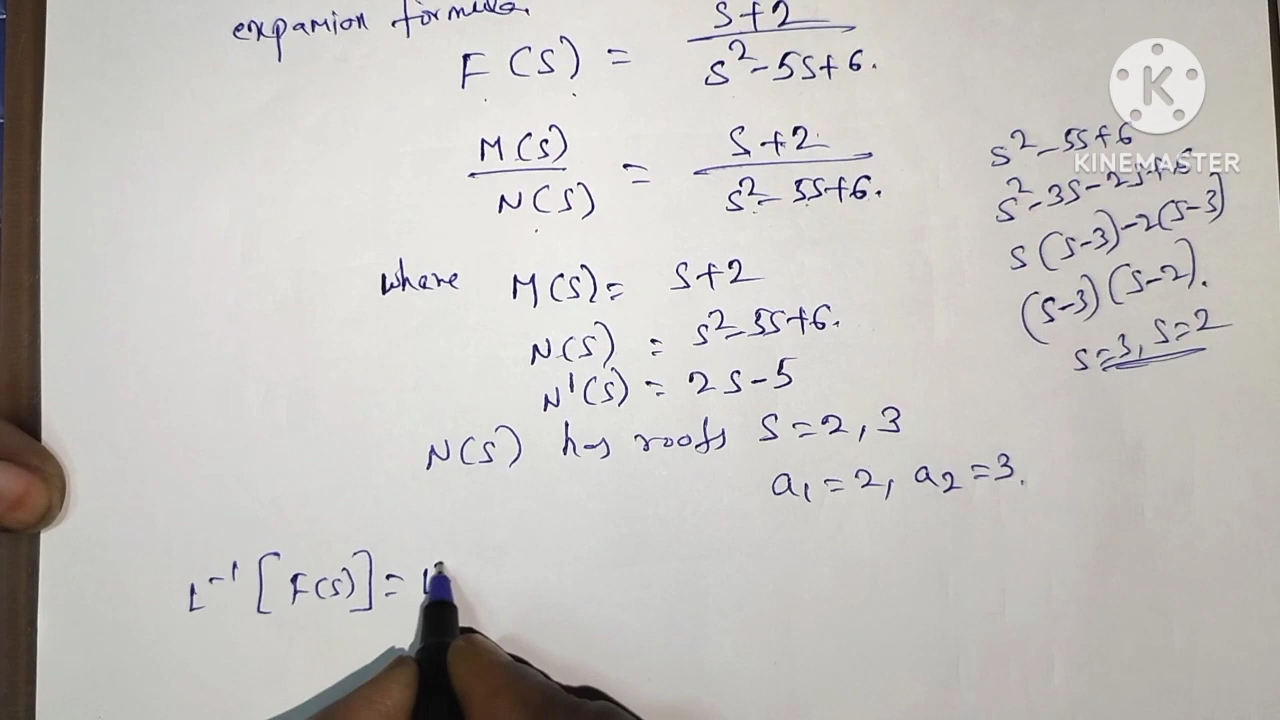 expamion formula.
F(S) = S+2 / S²-5S+6.
M(S) / N(S) = S+2 / S²-5S+6.
where M(S) = S+2
N(S) = S²-5S+6.
N'(S) = 2S-5
N(S) has roots S=2, 3
a₁=2, a₂=3.
L⁻¹[F(S)] = L
S²-5S+6
S²-3S-2S+6
S(S-3)-2(S-3)
(S-3)(S-2).
S=3, S=2
K
KINEMASTER